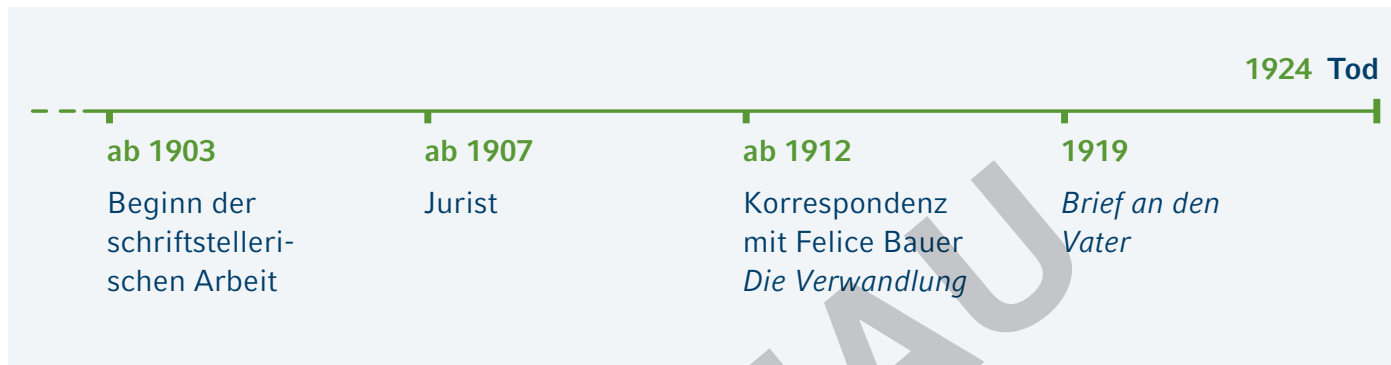 1924 Tod
ab 1903
Beginn der
schriftstelleri-
schen Arbeit
ab 1907
Jurist
ab 1912
Korrespondenz
mit Felice Bauer
Die Verwandlung
1919
Brief an den
Vater
AU